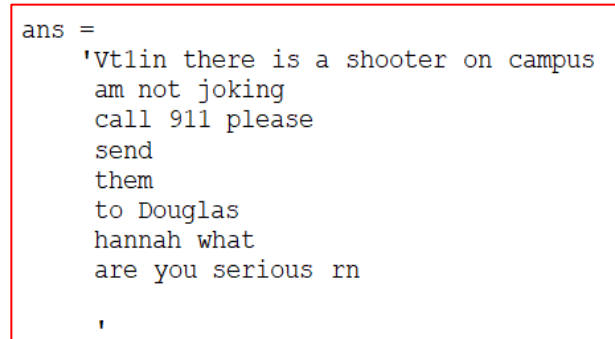 ans =
'Vt1in there is a shooter on campus
am not joking
call 911 please
send
them
to Douglas
hannah what
are you serious rn
'